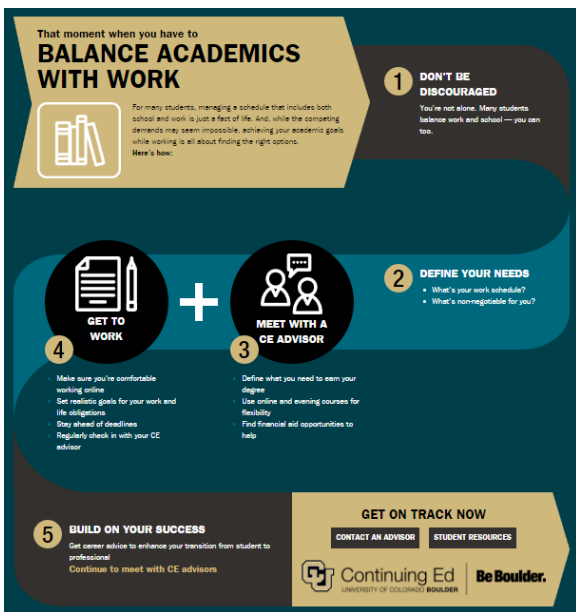 That moment when you have to
BALANCE ACADEMICS
WITH WORK
For many students, managing a schedule that includes both
school and work is just a fact of life. And, while the competing
demands may seem impossible, achieving your academic goals
while working is all about finding the right options.
Here's how:
1
DON'T BE
DISCOURAGED
You're not alone. Many students
balance work and school — you can
too.
2
DEFINE YOUR NEEDS
• What's your work schedule?
• What's non-negotiable for you?
MEET WITH A
CE ADVISOR
3
• Define what you need to earn your
degree
• Use online and evening courses for
flexibility
• Find financial aid opportunities to
help
+
GET TO
WORK
4
• Make sure you're comfortable
working online
• Set realistic goals for your work and
life obligations
• Stay ahead of deadlines
• Regularly check in with your CE
advisor
5
BUILD ON YOUR SUCCESS
Get career advice to enhance your transition from student to
professional
Continue to meet with CE advisors
GET ON TRACK NOW
CONTACT AN ADVISOR
STUDENT RESOURCES
CU
Continuing Ed
UNIVERSITY OF COLORADO BOULDER
Be Boulder.